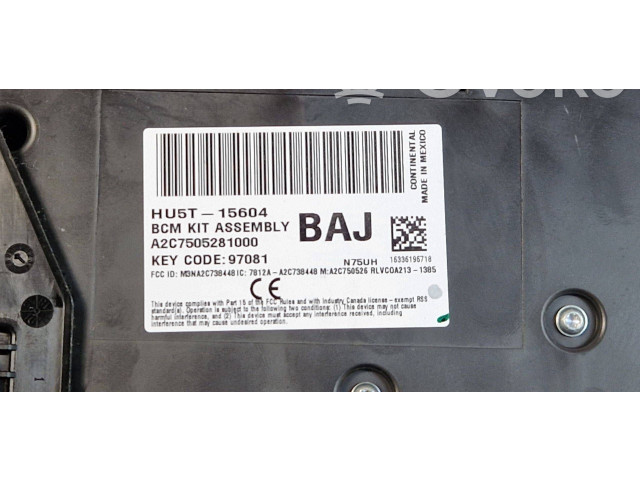 HU5T-15604
BCM KIT ASSEMBLY
A2C7505281000
BAJ
KEY CODE: 97081
N75UH
16336196718
CONTINENTAL
MADE IN MEXICO
FCC ID: M3NA2C738448 IC: 7812A-A2C738448 M:A2C750526 RLVCOA213-1385
CE
This device complies with Part 15 of the FCC Rules and with Industry Canada license - exempt RSS
standard(s). Operation is subject to the following two conditions: (1) This device may not cause harmful
interference, and (2) This device must accept any interference received, including
interference that may cause undesired operation.
1